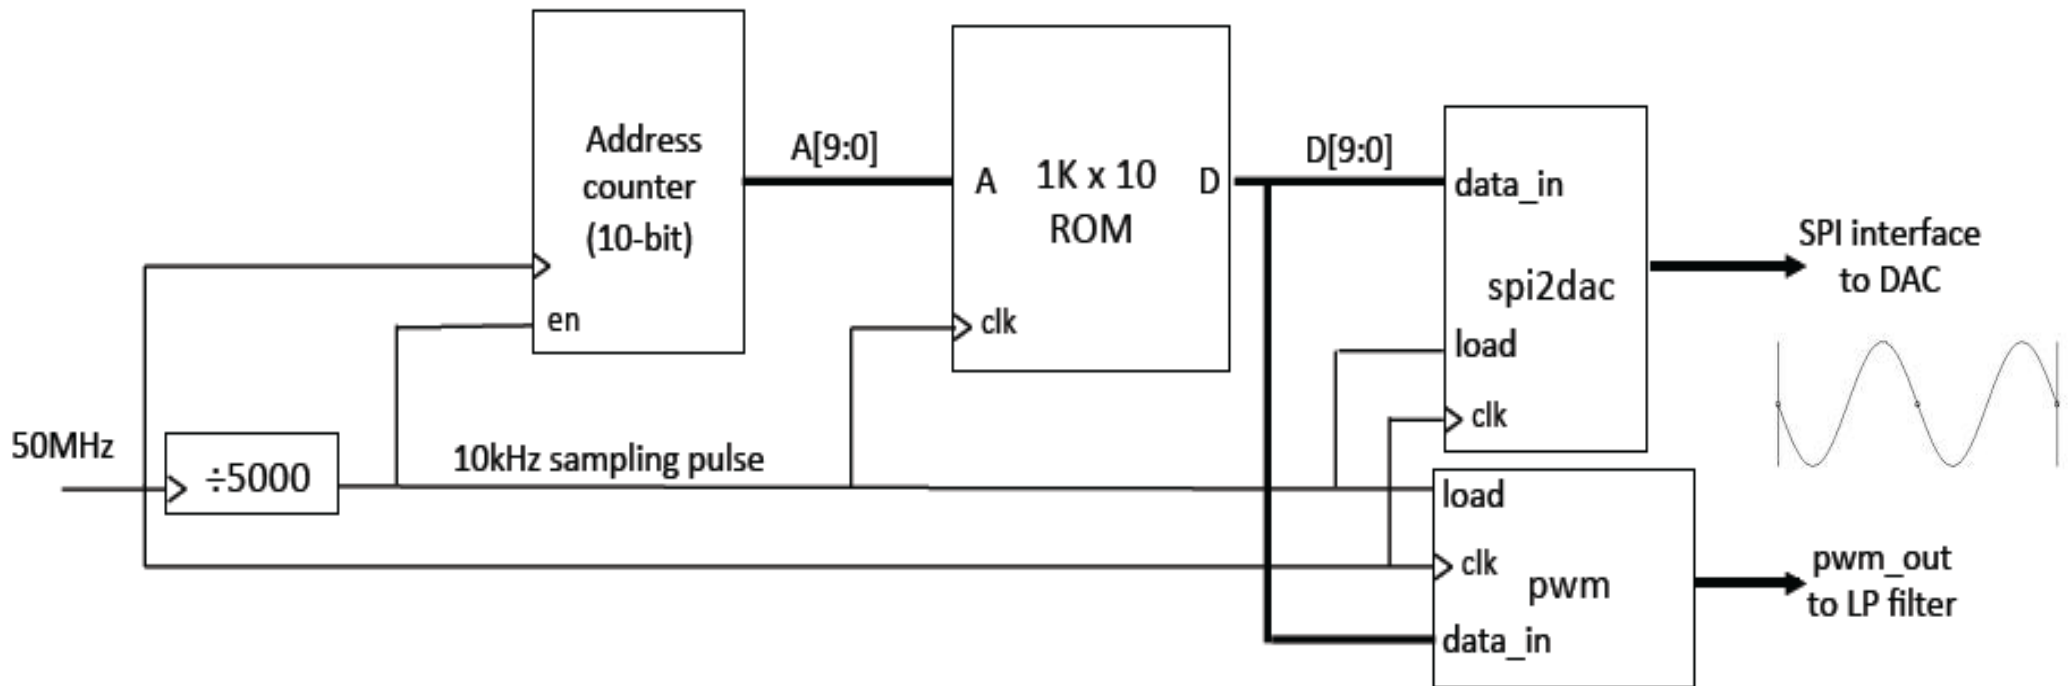 50MHz
÷5000
10kHz sampling pulse
Address
counter
(10-bit)
en
A[9:0]
A
1K x 10
ROM
D
clk
D[9:0]
data_in
spi2dac
load
clk
SPI interface
to DAC
load
clk
pwm
data_in
pwm_out
to LP filter